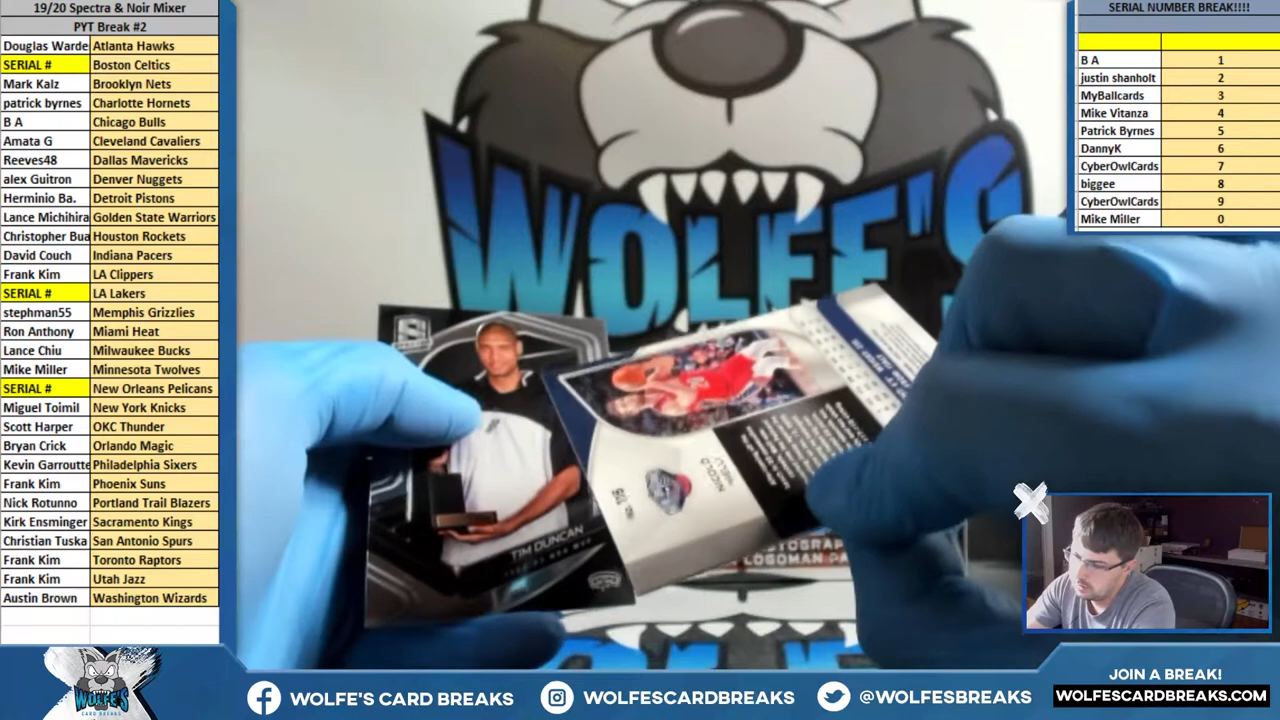 19/20 Spectra & Noir Mixer
PYT Break #2
Douglas Warde Atlanta Hawks
SERIAL # Boston Celtics
Mark Kalz Brooklyn Nets
patrick byrnes Charlotte Hornets
B A Chicago Bulls
Amata G Cleveland Cavaliers
Reeves48 Dallas Mavericks
alex Guitron Denver Nuggets
Herminio Ba. Detroit Pistons
Lance Michihira Golden State Warriors
Christopher Bua Houston Rockets
David Couch Indiana Pacers
Frank Kim LA Clippers
SERIAL # LA Lakers
stephman55 Memphis Grizzlies
Ron Anthony Miami Heat
Lance Chiu Milwaukee Bucks
Mike Miller Minnesota Twolves
SERIAL # New Orleans Pelicans
Miguel Toimil New York Knicks
Scott Harper OKC Thunder
Bryan Crick Orlando Magic
Kevin Garroutte Philadelphia Sixers
Frank Kim Phoenix Suns
Nick Rotunno Portland Trail Blazers
Kirk Ensminger Sacramento Kings
Christian Tuska San Antonio Spurs
Frank Kim Toronto Raptors
Frank Kim Utah Jazz
Austin Brown Washington Wizards
WOLFE'S
TIM DUNCAN
NICOLO
MELLI
LOGOMAN
SERIAL NUMBER BREAK!!!!
B A 1
justin shanholt 2
MyBallcards 3
Mike Vitanza 4
Patrick Byrnes 5
DannyK 6
CyberOwlCards 7
biggee 8
CyberOwlCards 9
Mike Miller 0
WOLFE'S
CARD BREAKS
WOLFE'S CARD BREAKS
WOLFESCARDBREAKS
@WOLFESBREAKS
JOIN A BREAK!
WOLFESCARDBREAKS.COM